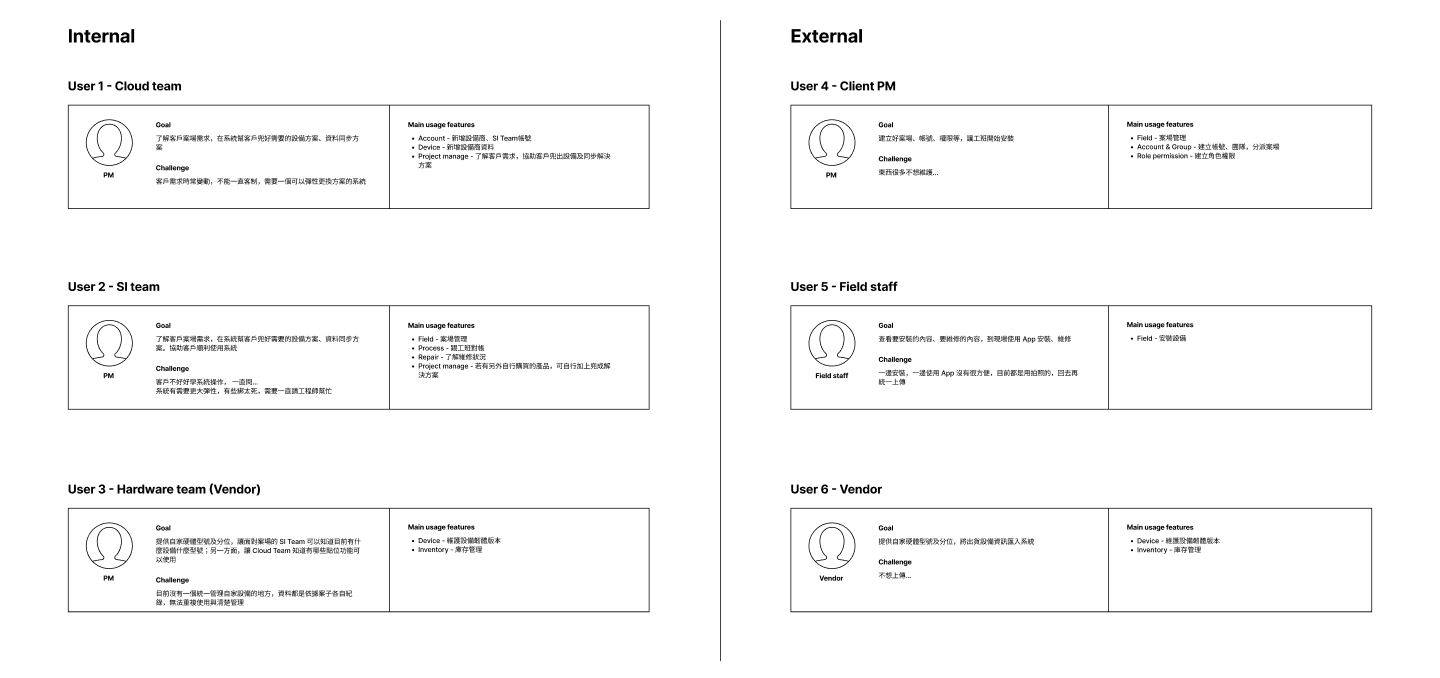 Internal
User 1 - Cloud team
PM
Goal
了解客戶案場需求，在系統幫客戶兜好需要的設備方案、資料同步方
案
Challenge
客戶需求時常變動，不能一直客制，需要一個可以彈性更換方案的系統
Main usage features
• Account - 新增設備商、SI Team帳號
• Device - 新增設備商資料
• Project manage - 了解客戶需求，協助客戶兜出設備及同步解決
方案
User 2 - SI team
PM
Goal
了解客戶案場需求，在系統幫客戶兜好需要的設備方案、資料同步方
案。協助客戶順利使用系統
Challenge
客戶不好好學系統操作， 一直問...
系統有需要更大彈性，有些綁太死，需要一直請工程師幫忙
Main usage features
• Field - 案場管理
• Process - 跟工班對帳
• Repair - 了解維修狀況
• Project manage - 若有另外自行購買的產品，可自行加上完成解
決方案
User 3 - Hardware team (Vendor)
PM
Goal
提供自家硬體型號及分位，讓面對案場的 SI Team 可以知道目前有什
麼設備什麼型號；另一方面，讓 Cloud Team 知道有哪些點位功能可
以使用
Challenge
目前沒有一個統一管理自家設備的地方，資料都是依據案子各自紀
錄，無法重複使用與清楚管理
Main usage features
• Device - 維護設備韌體版本
• Inventory - 庫存管理
External
User 4 - Client PM
PM
Goal
建立好案場、帳號、權限等，讓工班開始安裝
Challenge
東西很多不想維護...
Main usage features
• Field - 案場管理
• Account & Group - 建立帳號、團隊，分派案場
• Role permission - 建立角色權限
User 5 - Field staff
Field staff
Goal
查看要安裝的內容、要維修的內容，到現場使用 App 安裝、維修
Challenge
一邊安裝，一邊使用 App 沒有很方便，目前都是用拍照的，回去再
統一上傳
Main usage features
• Field - 安裝設備
User 6 - Vendor
Vendor
Goal
提供自家硬體型號及分位，將出貨設備資訊匯入系統
Challenge
不想上傳...
Main usage features
• Device - 維護設備韌體版本
• Inventory - 庫存管理